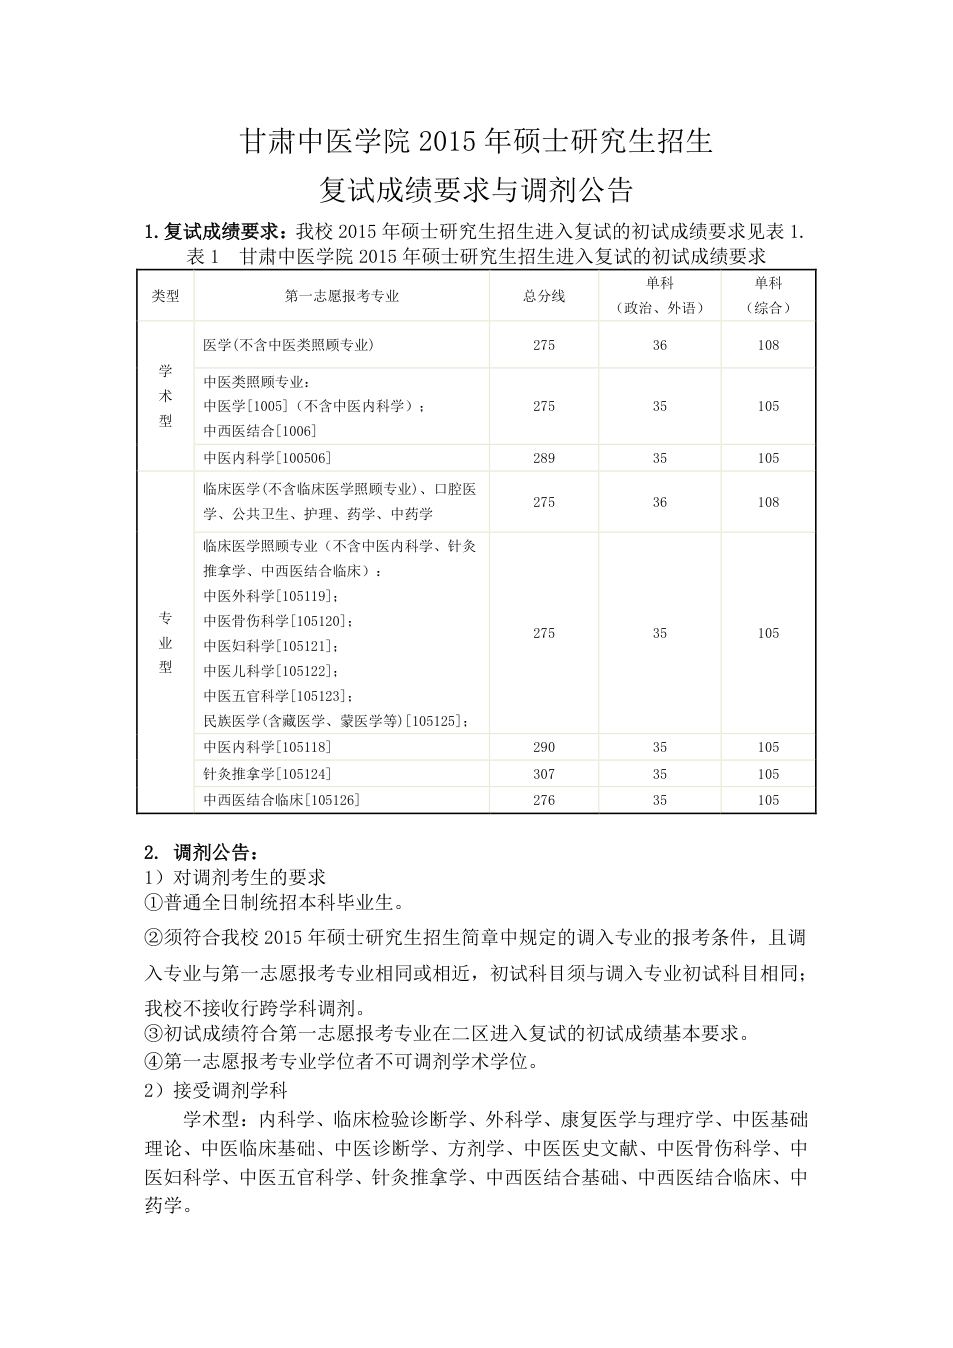 甘肃中医学院 2015 年硕士研究生招生
复试成绩要求与调剂公告
1.复试成绩要求：我校 2015 年硕士研究生招生进入复试的初试成绩要求见表 1.
表 1 甘肃中医学院 2015 年硕士研究生招生进入复试的初试成绩要求
类型 第一志愿报考专业 总分线 单科（政治、外语） 单科（综合）
学术型
医学(不含中医类照顾专业) 275 36 108
中医类照顾专业：
中医学[1005]（不含中医内科学）；
中西医结合[1006]
275 35 105
中医内科学[100506] 289 35 105
专业型
临床医学(不含临床医学照顾专业)、口腔医
学、公共卫生、护理、药学、中药学
275 36 108
临床医学照顾专业（不含中医内科学、针灸
推拿学、中西医结合临床）：
中医外科学[105119]；
中医骨伤科学[105120]；
中医妇科学[105121]；
中医儿科学[105122]；
中医五官科学[105123]；
民族医学(含藏医学、蒙医学等)[105125]；
275 35 105
中医内科学[105118] 290 35 105
针灸推拿学[105124] 307 35 105
中西医结合临床[105126] 276 35 105
2. 调剂公告：
1）对调剂考生的要求
①普通全日制统招本科毕业生。
②须符合我校 2015 年硕士研究生招生简章中规定的调入专业的报考条件，且调
入专业与第一志愿报考专业相同或相近，初试科目须与调入专业初试科目相同；
我校不接收行跨学科调剂。
③初试成绩符合第一志愿报考专业在二区进入复试的初试成绩基本要求。
④第一志愿报考专业学位者不可调剂学术学位。
2）接受调剂学科
学术型：内科学、临床检验诊断学、外科学、康复医学与理疗学、中医基础
理论、中医临床基础、中医诊断学、方剂学、中医医史文献、中医骨伤科学、中
医妇科学、中医五官科学、针灸推拿学、中西医结合基础、中西医结合临床、中
药学。